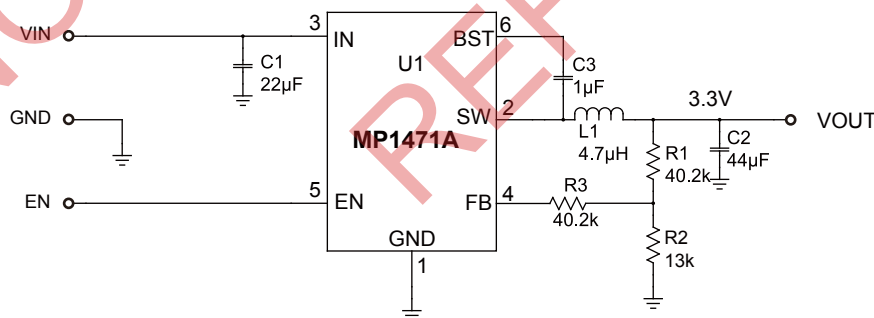 VIN
3
IN
BST
6
C1
22µF
U1
C3
1µF
GND
SW
2
L1
4.7µH
3.3V
VOUT
MP1471A
R1
40.2k
C2
44µF
EN
5
EN
FB
4
R3
40.2k
R2
13k
GND
1